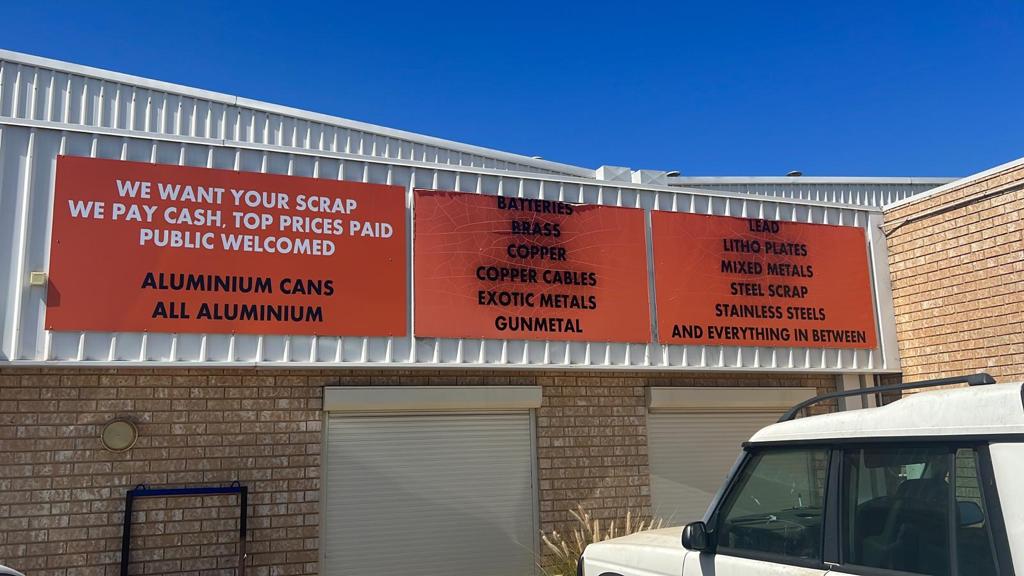 WE WANT YOUR SCRAP
WE PAY CASH, TOP PRICES PAID
PUBLIC WELCOMED
ALUMINIUM CANS
ALL ALUMINIUM
BATTERIES
BRASS
COPPER
COPPER CABLES
EXOTIC METALS
GUNMETAL
LEAD
LITHO PLATES
MIXED METALS
STEEL SCRAP
STAINLESS STEELS
AND EVERYTHING IN BETWEEN